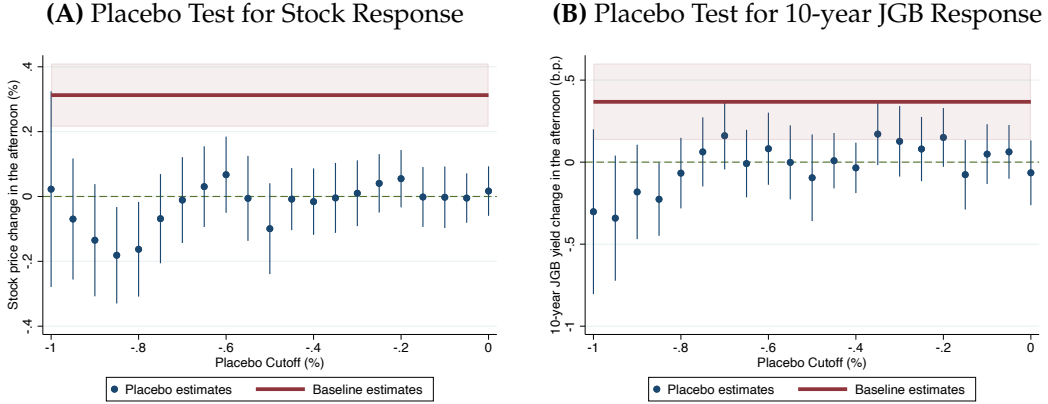 (A) Placebo Test for Stock Response
Stock price change in the afternoon (%)
.4
.2
0
-.2
-.4
-1
-.8
-.6
-.4
-.2
0
Placebo Cutoff (%)
Placebo estimates
Baseline estimates
(B) Placebo Test for 10-year JGB Response
10-year JGB yield change in the afternoon (b.p.)
.5
0
-.5
-1
-1
-.8
-.6
-.4
-.2
0
Placebo Cutoff (%)
Placebo estimates
Baseline estimates